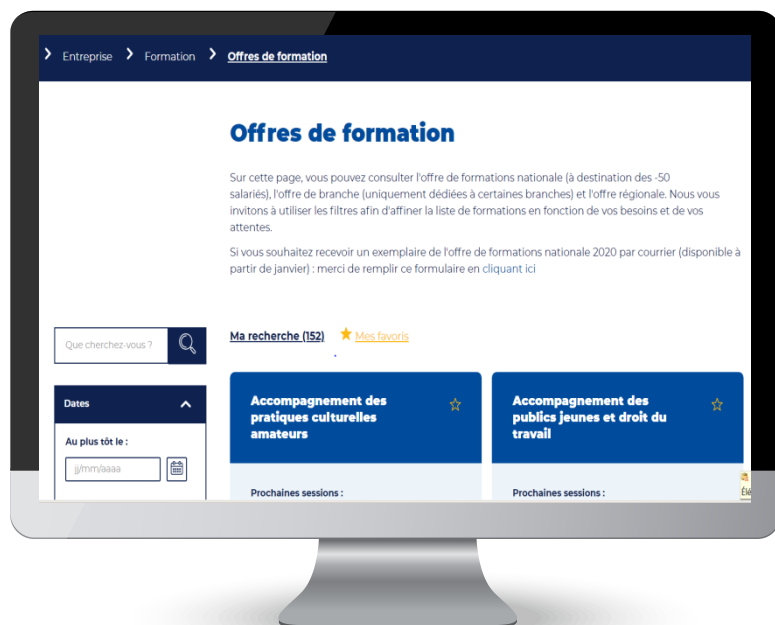 Entreprise Formation Offres de formation
Offres de formation
Sur cette page, vous pouvez consulter l'offre de formations nationale (à destination des -50
salariés), l'offre de branche (uniquement dédiées à certaines branches) et l'offre régionale. Nous vous
invitons à utiliser les filtres afin d'affiner la liste de formations en fonction de vos besoins et de vos
attentes.
Si vous souhaitez recevoir un exemplaire de l'offre de formations nationale 2020 par courrier (disponible à
partir de janvier) : merci de remplir ce formulaire en cliquant ici
Que cherchez-vous ?
Ma recherche (152) Mes favoris
Dates
Au plus tôt le :
jj/mm/aaaa
Accompagnement des
pratiques culturelles
amateurs
Prochaines sessions :
Accompagnement des
publics jeunes et droit du
travail
Prochaines sessions :